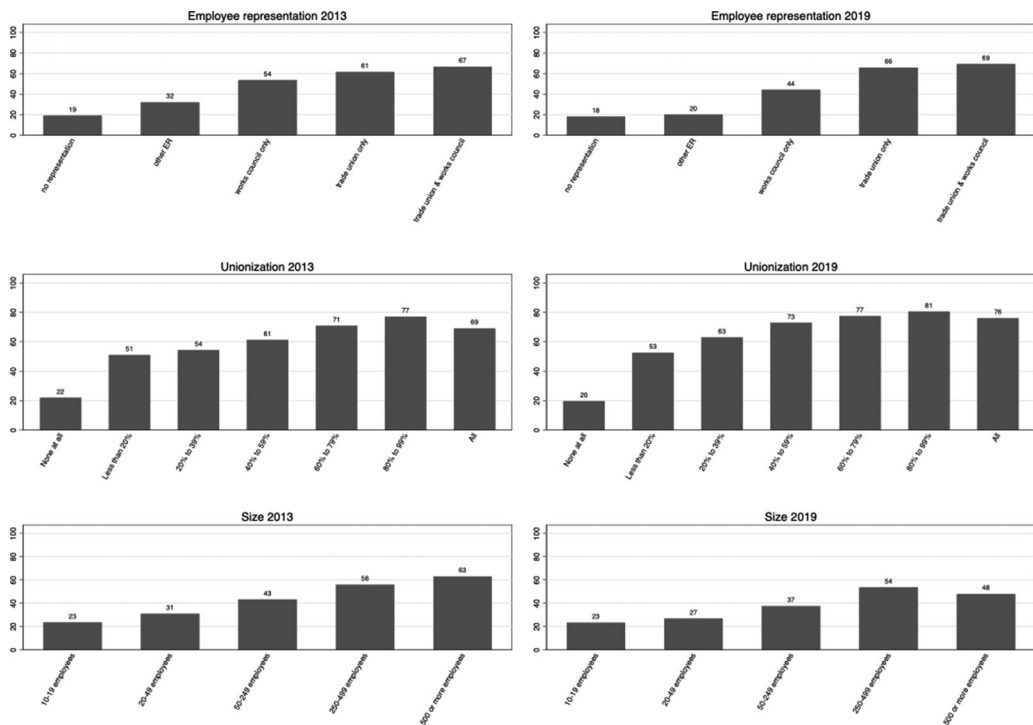 Employee representation 2013
100
80
60
40
20
0
19
32
54
61
67
no representation
other ER
works council only
trade union only
trade union & works council
Employee representation 2019
100
80
60
40
20
0
18
20
44
66
69
no representation
other ER
works council only
trade union only
trade union & works council
Unionization 2013
100
80
60
40
20
0
22
51
54
61
71
77
69
None at all
Less than 20%
20% to 39%
40% to 59%
60% to 79%
80% to 99%
All
Unionization 2019
100
80
60
40
20
0
20
53
63
73
77
81
76
None at all
Less than 20%
20% to 39%
40% to 59%
60% to 79%
80% to 99%
All
Size 2013
100
80
60
40
20
0
23
31
43
56
63
10-19 employees
20-49 employees
50-249 employees
250-499 employees
500 or more employees
Size 2019
100
80
60
40
20
0
23
27
37
54
48
10-19 employees
20-49 employees
50-249 employees
250-499 employees
500 or more employees